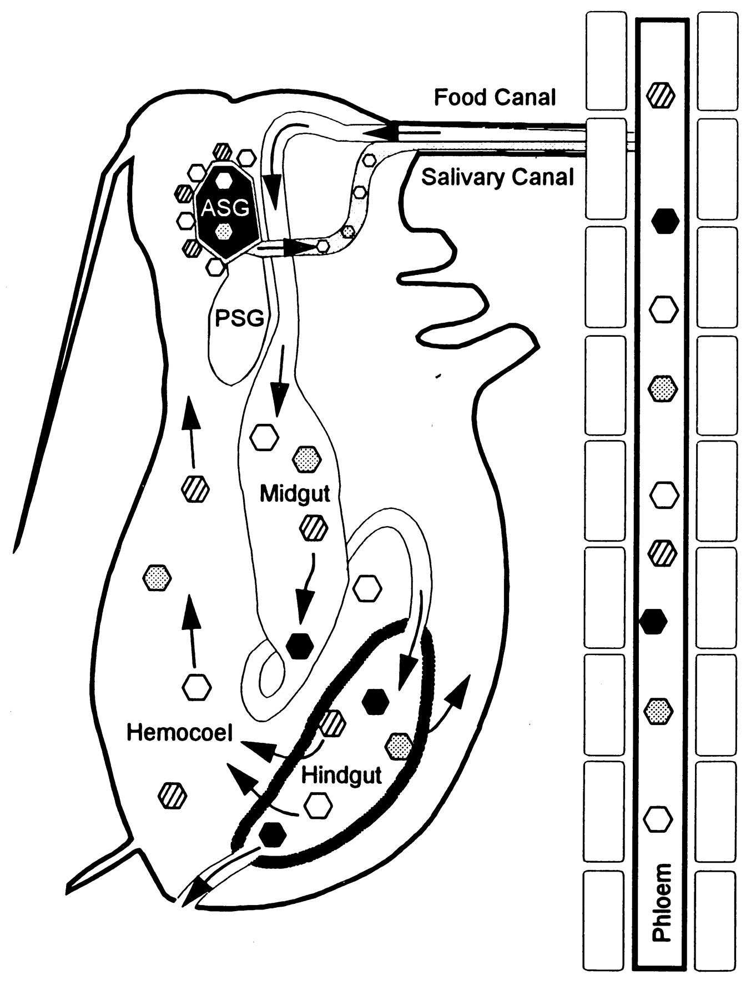 Food Canal
Salivary Canal
ASG
PSG
Midgut
Hemocoel
Hindgut
Phloem